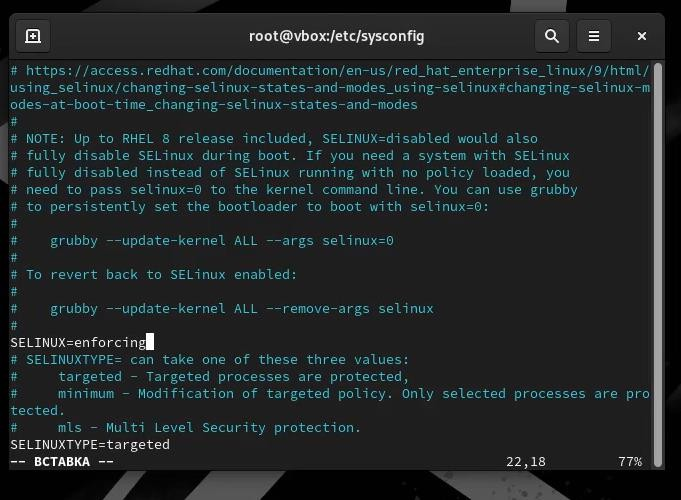 root@vbox:/etc/sysconfig
# https://access.redhat.com/documentation/en-us/red_hat_enterprise_linux/9/html/
using_selinux/changing-selinux-states-and-modes_using-selinux#changing-selinux-m
odes-at-boot-time_changing-selinux-states-and-modes
#
# NOTE: Up to RHEL 8 release included, SELINUX=disabled would also
# fully disable SELinux during boot. If you need a system with SELinux
# fully disabled instead of SELinux running with no policy loaded, you
# need to pass selinux=0 to the kernel command line. You can use grubby
# to persistently set the bootloader to boot with selinux=0:
#
#    grubby --update-kernel ALL --args selinux=0
#
# To revert back to SELinux enabled:
#
#    grubby --update-kernel ALL --remove-args selinux
#
SELINUX=enforcing
# SELINUXTYPE= can take one of these three values:
#     targeted - Targeted processes are protected,
#     minimum - Modification of targeted policy. Only selected processes are pro
tected.
#     mls - Multi Level Security protection.
SELINUXTYPE=targeted
-- ВСТАВКА -- 22,18 77%